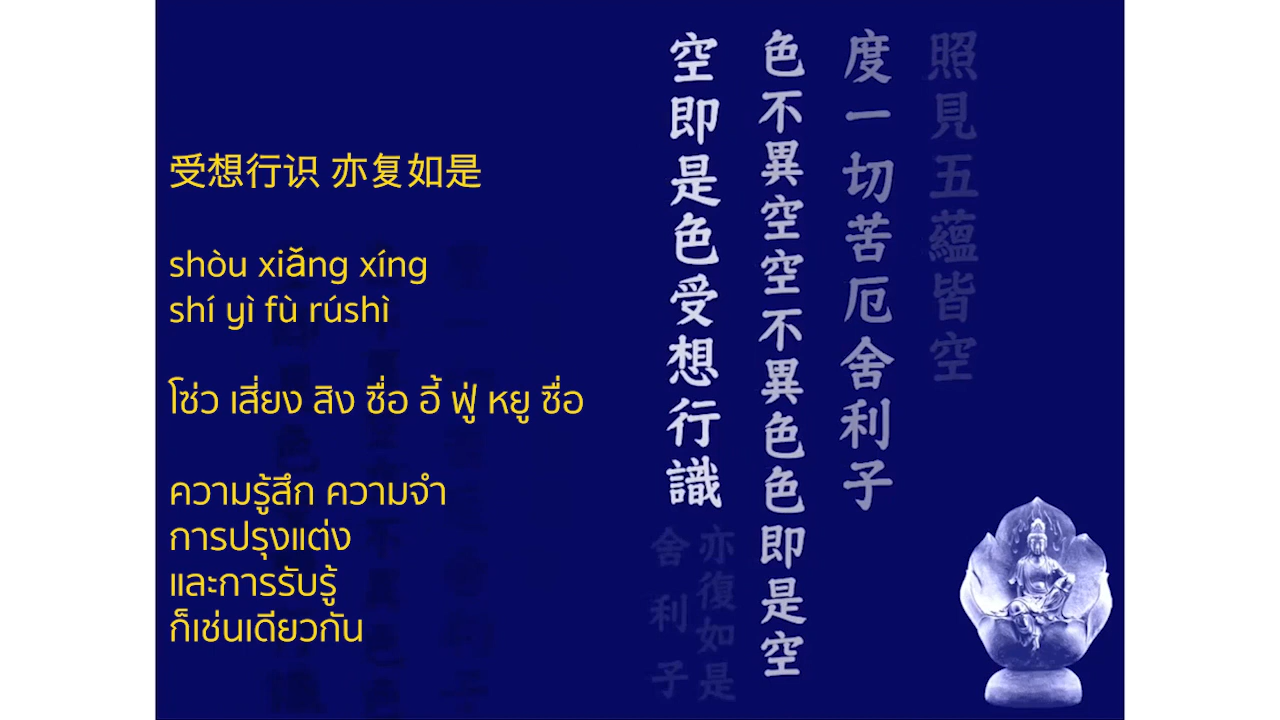 受想行识 亦复如是
shòu xiǎng xíng
shí yì fù rúshì
โซ่ว เสี่ยง สิง ซื่อ อี้ ฟู่ หยู ซื่อ
ความรู้สึก ความจำ
การปรุงแต่ง
และการรับรู้
ก็เช่นเดียวกัน
照見五蘊皆空
度一切苦厄舍利子
色不異空空不異色色即是空
空即是色受想行識
亦復如是
舍利子